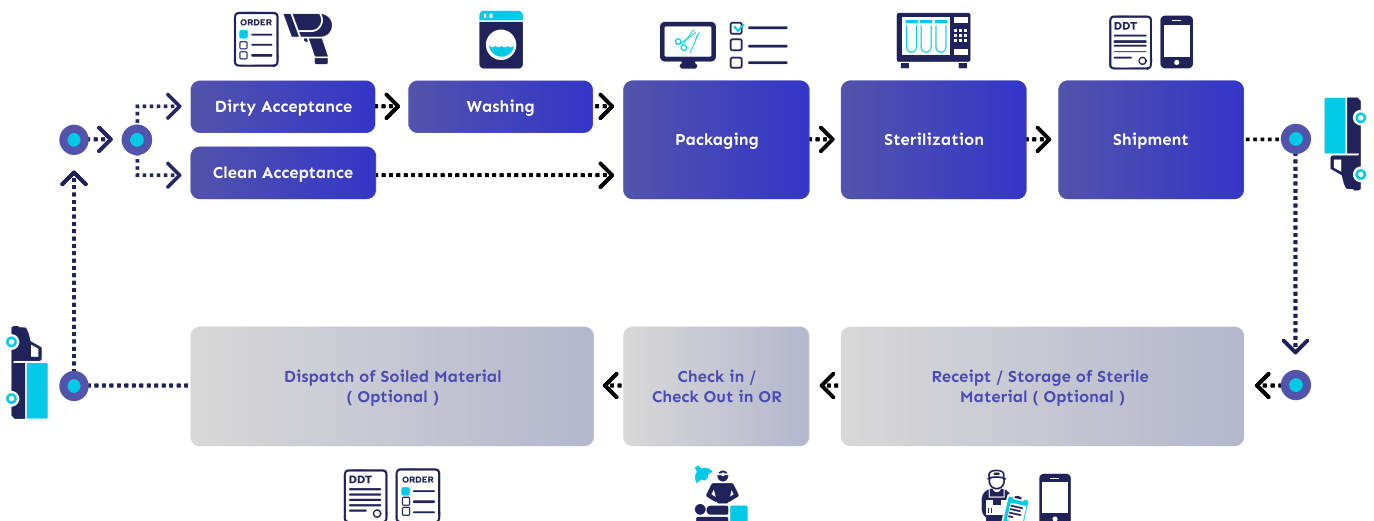 ORDER
DDT
Dirty Acceptance
Washing
Packaging
Sterilization
Shipment
Clean Acceptance
Dispatch of Soiled Material
( Optional )
Check in /
Check Out in OR
Receipt / Storage of Sterile
Material ( Optional )
DDT
ORDER